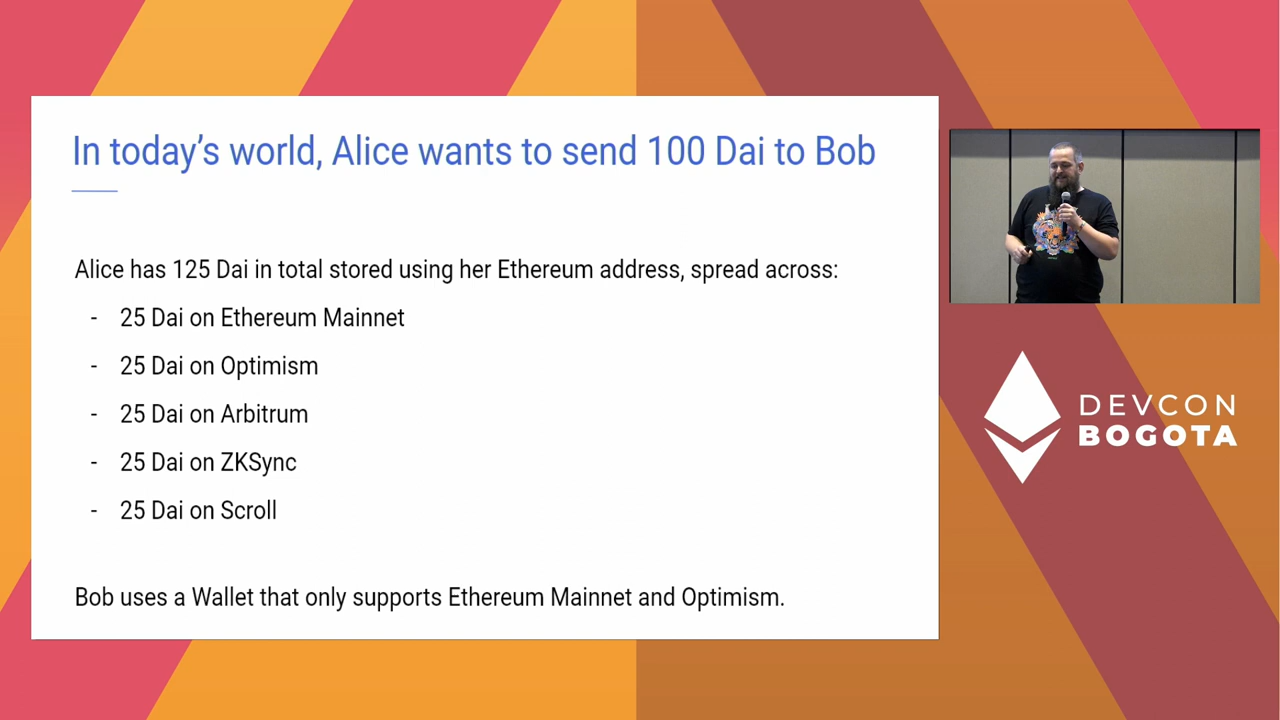 In today’s world, Alice wants to send 100 Dai to Bob
Alice has 125 Dai in total stored using her Ethereum address, spread across:
- 25 Dai on Ethereum Mainnet
- 25 Dai on Optimism
- 25 Dai on Arbitrum
- 25 Dai on ZKSync
- 25 Dai on Scroll
Bob uses a Wallet that only supports Ethereum Mainnet and Optimism.
DEVCON
BOGOTA